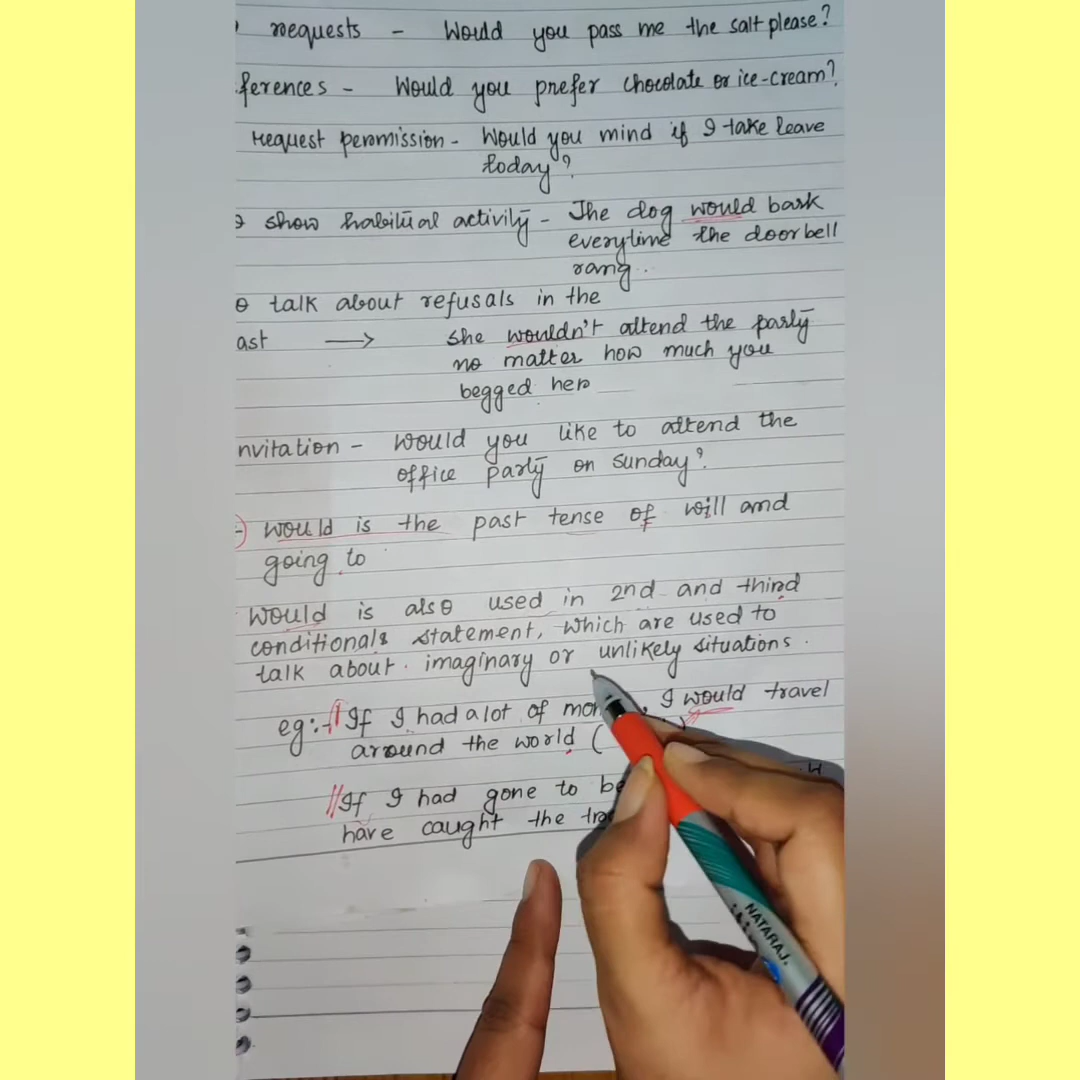 requests - Would you pass me the salt please?
ferences - Would you prefer chocolate or ice-cream?
request permission - Would you mind if I take leave
today?
show habitual activity - The dog would bark
everytime the doorbell
rang..
talk about refusals in the
ast → She wouldn't attend the party
no matter how much you
begged her
nvitation - Would you like to attend the
office party on Sunday?
Would is the past tense of will and
going to
Would is also used in 2nd and third
conditionals statement, which are used to
talk about imaginary or unlikely situations.
eg:- If I had a lot of , I would travel
around the world (
If I had gone to
have caught the
NATARAJ